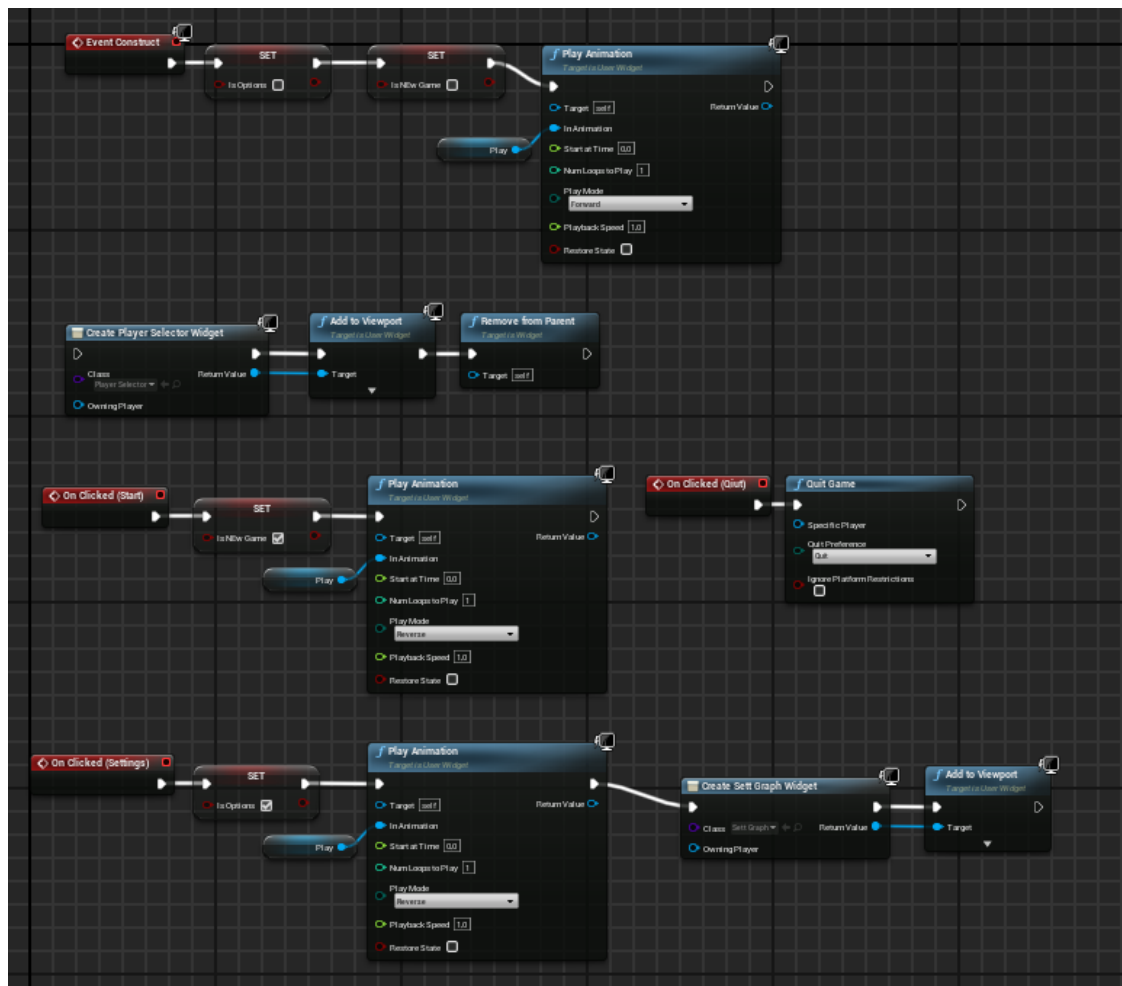 Event Construct
SET
Is Options
SET
Is NEw Game
Play Animation
Target is User Widget
Target self
Return Value
In Animation
Play
Start at Time 0.0
Num Loops to Play 1
Play Mode
Forward
Playback Speed 1.0
Restore State
Create Player Selector Widget
Class
Player Selector
Return Value
Owning Player
Add to Viewport
Target is User Widget
Target
Remove from Parent
Target is Widget
Target self
On Clicked (Start)
SET
Is NEw Game
Play Animation
Target is User Widget
Target self
Return Value
In Animation
Play
Start at Time 0.0
Num Loops to Play 1
Play Mode
Reverse
Playback Speed 1.0
Restore State
On Clicked (Qiut)
Quit Game
Specific Player
Quit Preference
Quit
Ignore Platform Restrictions
On Clicked (Settings)
SET
Is Options
Play Animation
Target is User Widget
Target self
Return Value
In Animation
Play
Start at Time 0.0
Num Loops to Play 1
Play Mode
Reverse
Playback Speed 1.0
Restore State
Create Sett Graph Widget
Class Sett Graph
Return Value
Owning Player
Add to Viewport
Target is User Widget
Target